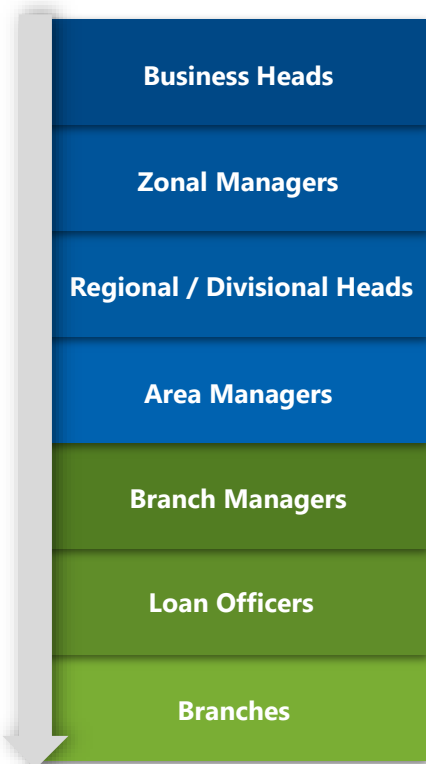 Business Heads
Zonal Managers
Regional / Divisional Heads
Area Managers
Branch Managers
Loan Officers
Branches